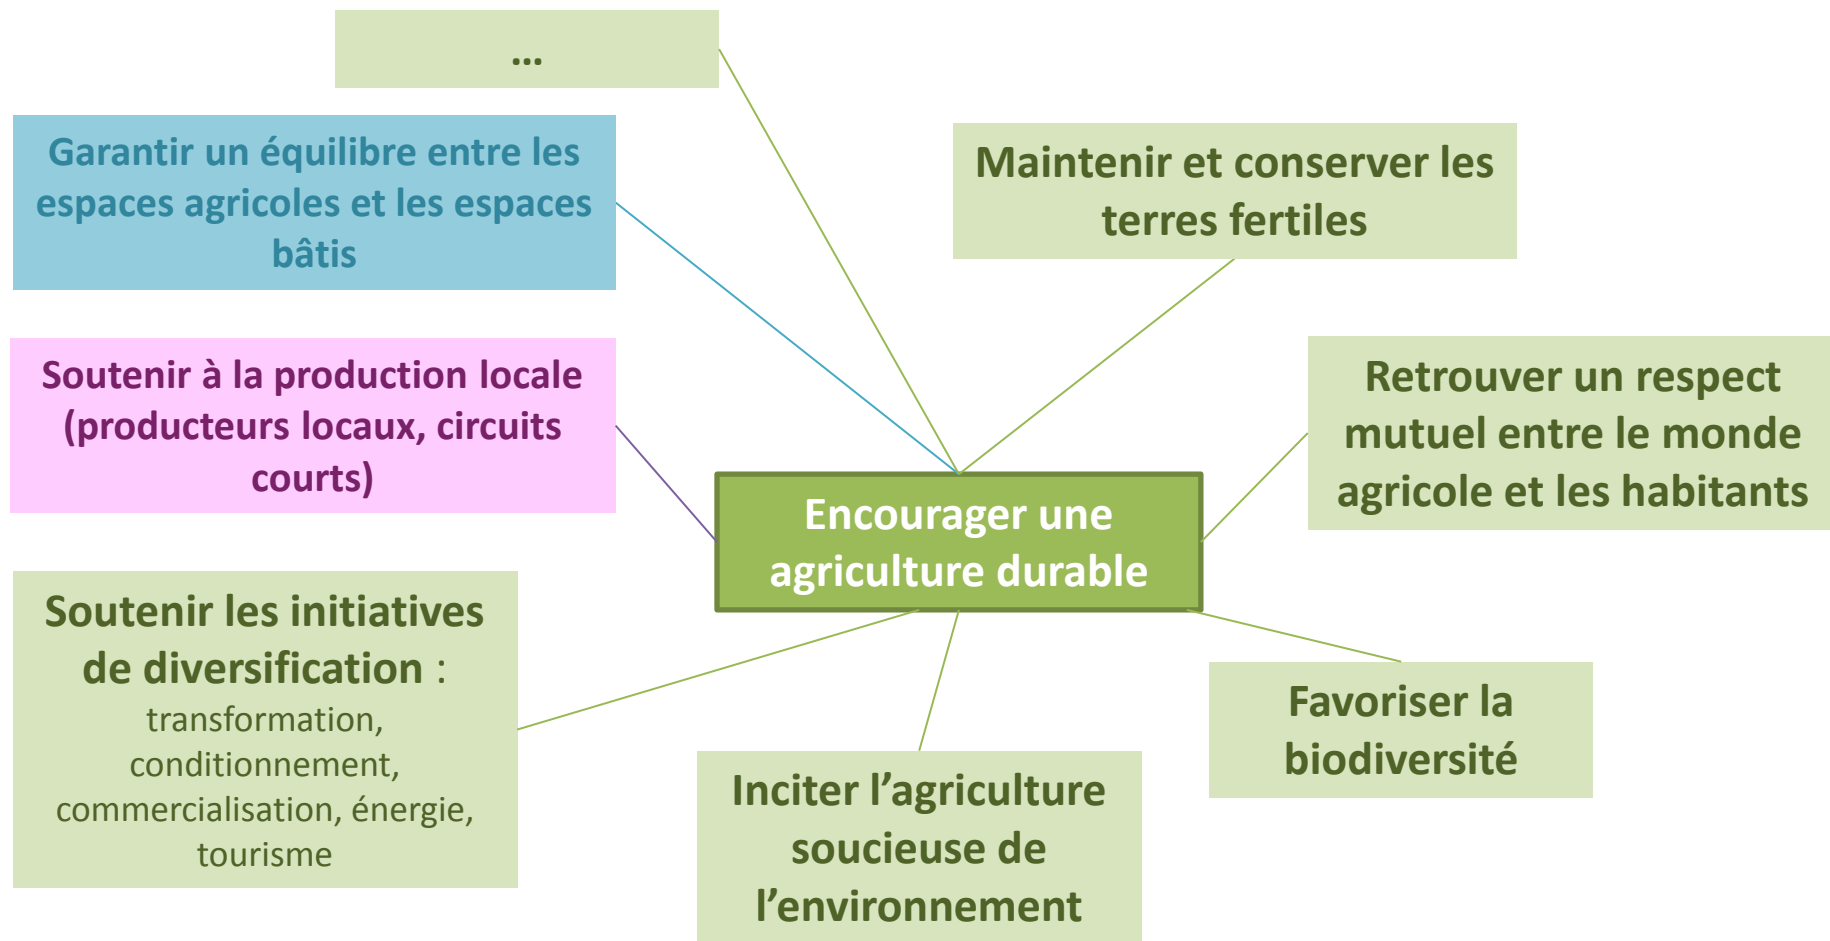 …
Garantir un équilibre entre les
espaces agricoles et les espaces
bâtis
Maintenir et conserver les
terres fertiles
Soutenir à la production locale
(producteurs locaux, circuits
courts)
Retrouver un respect
mutuel entre le monde
agricole et les habitants
Encourager une
agriculture durable
Soutenir les initiatives
de diversification :
transformation,
conditionnement,
commercialisation, énergie,
tourisme
Inciter l’agriculture
soucieuse de
l’environnement
Favoriser la
biodiversité